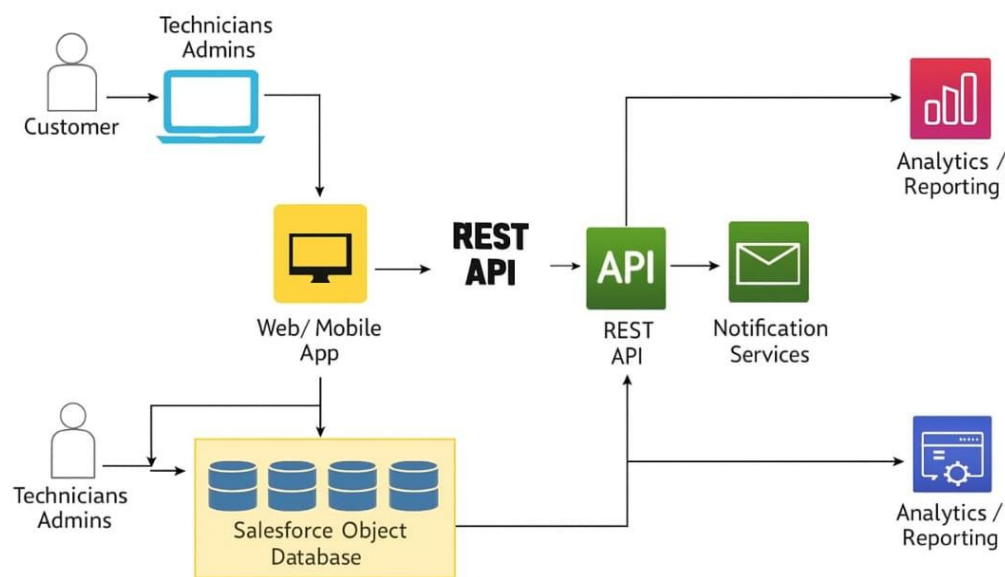 Technicians
Admins
Customer
Analytics /
Reporting
REST
API
API
Web/ Mobile
App
REST
API
Notification
Services
Technicians
Admins
Salesforce Object
Database
Analytics /
Reporting